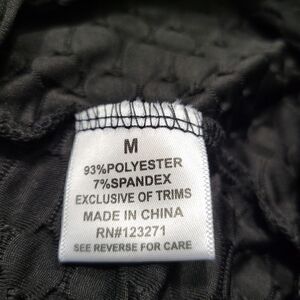 M
93%POLYESTER
7%SPANDEX
EXCLUSIVE OF TRIMS
MADE IN CHINA
RN#123271
SEE REVERSE FOR CARE